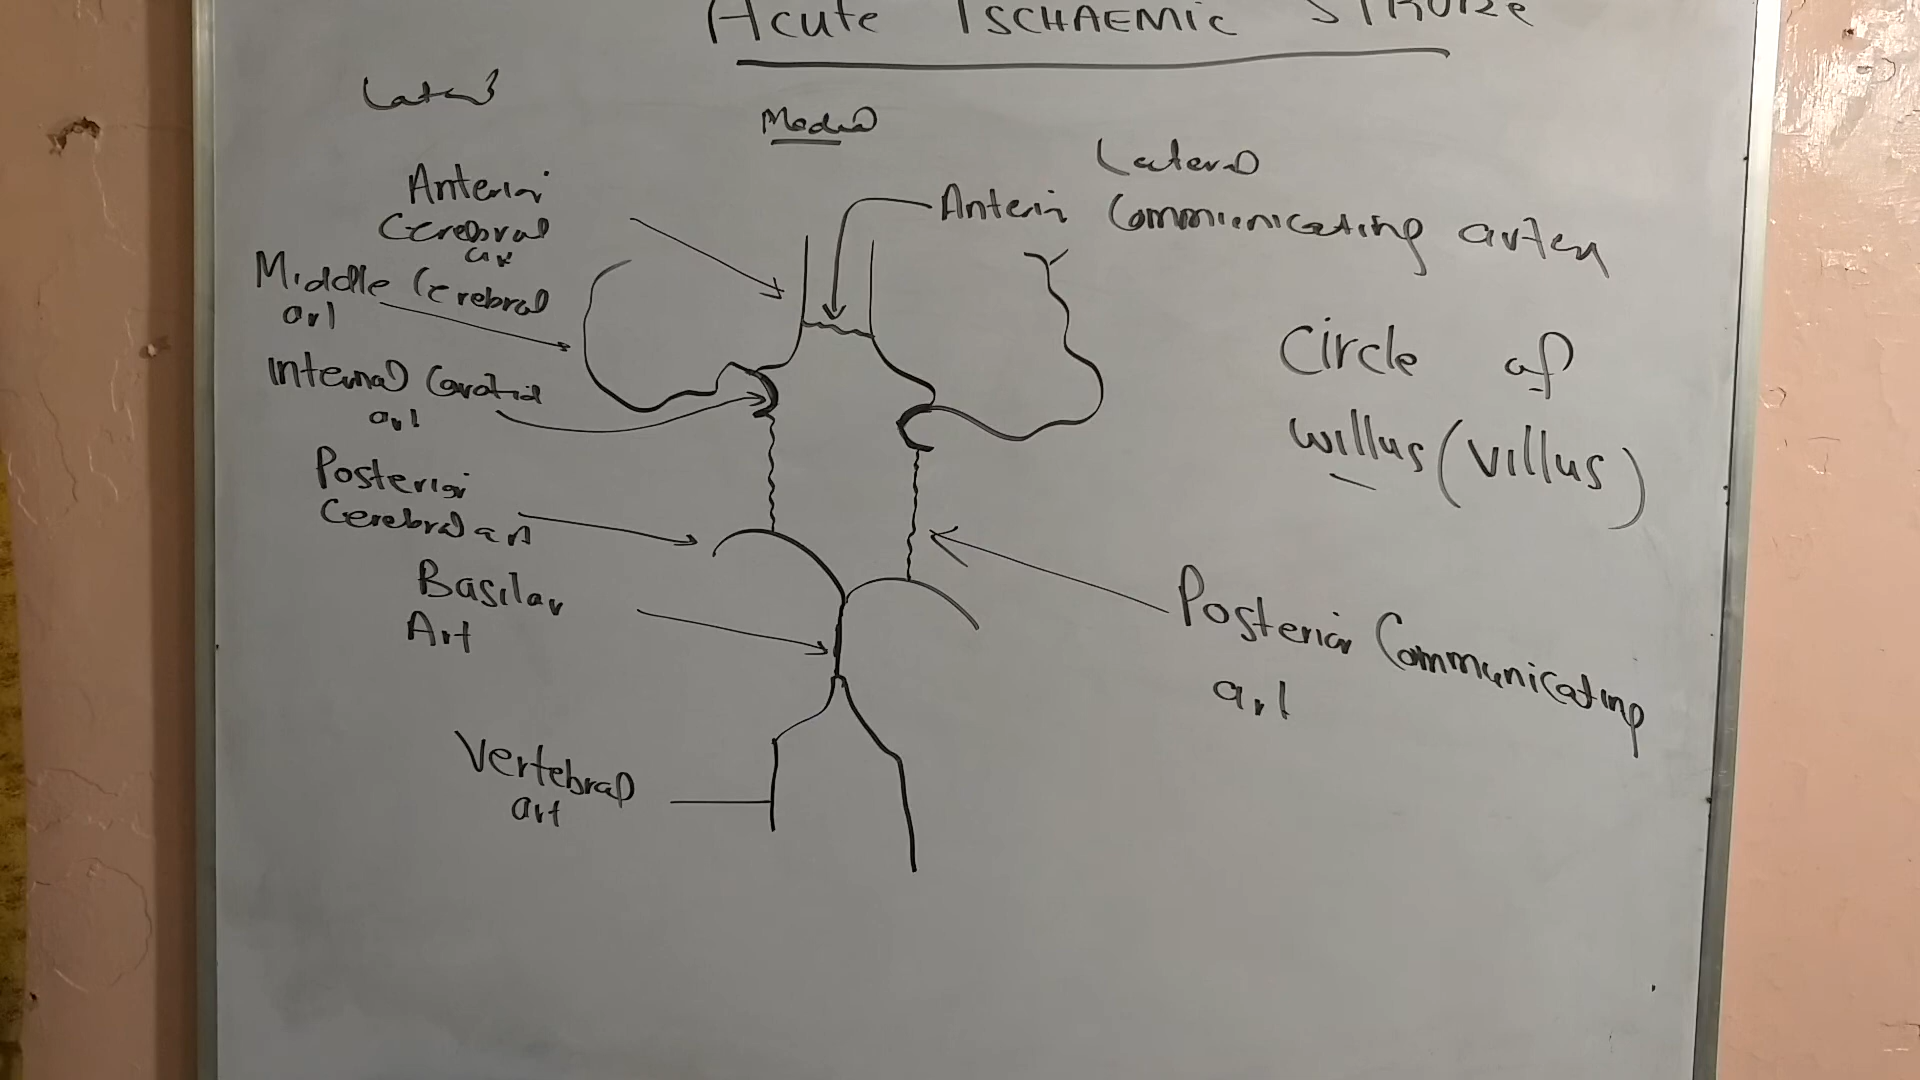 Acute ISCHAEMIC STROKE
Lateral
Medial
Lateral
Anterior
Cerebral
art
Anterior Communicating artery
Middle Cerebral
art
Internal Carotid
art
Circle of
willus (villus)
Posterior
Cerebral art
Basilar
Art
Posterior Communicating
art
Vertebral
art